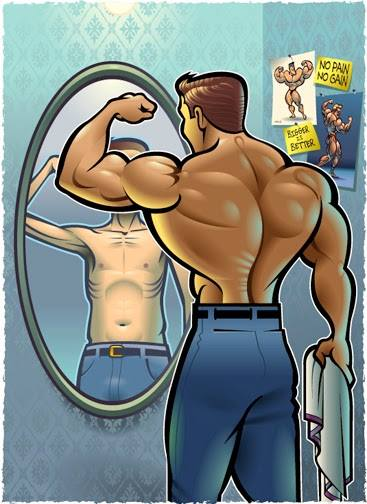 NO PAIN
NO GAIN
BIGGER
IS
BETTER